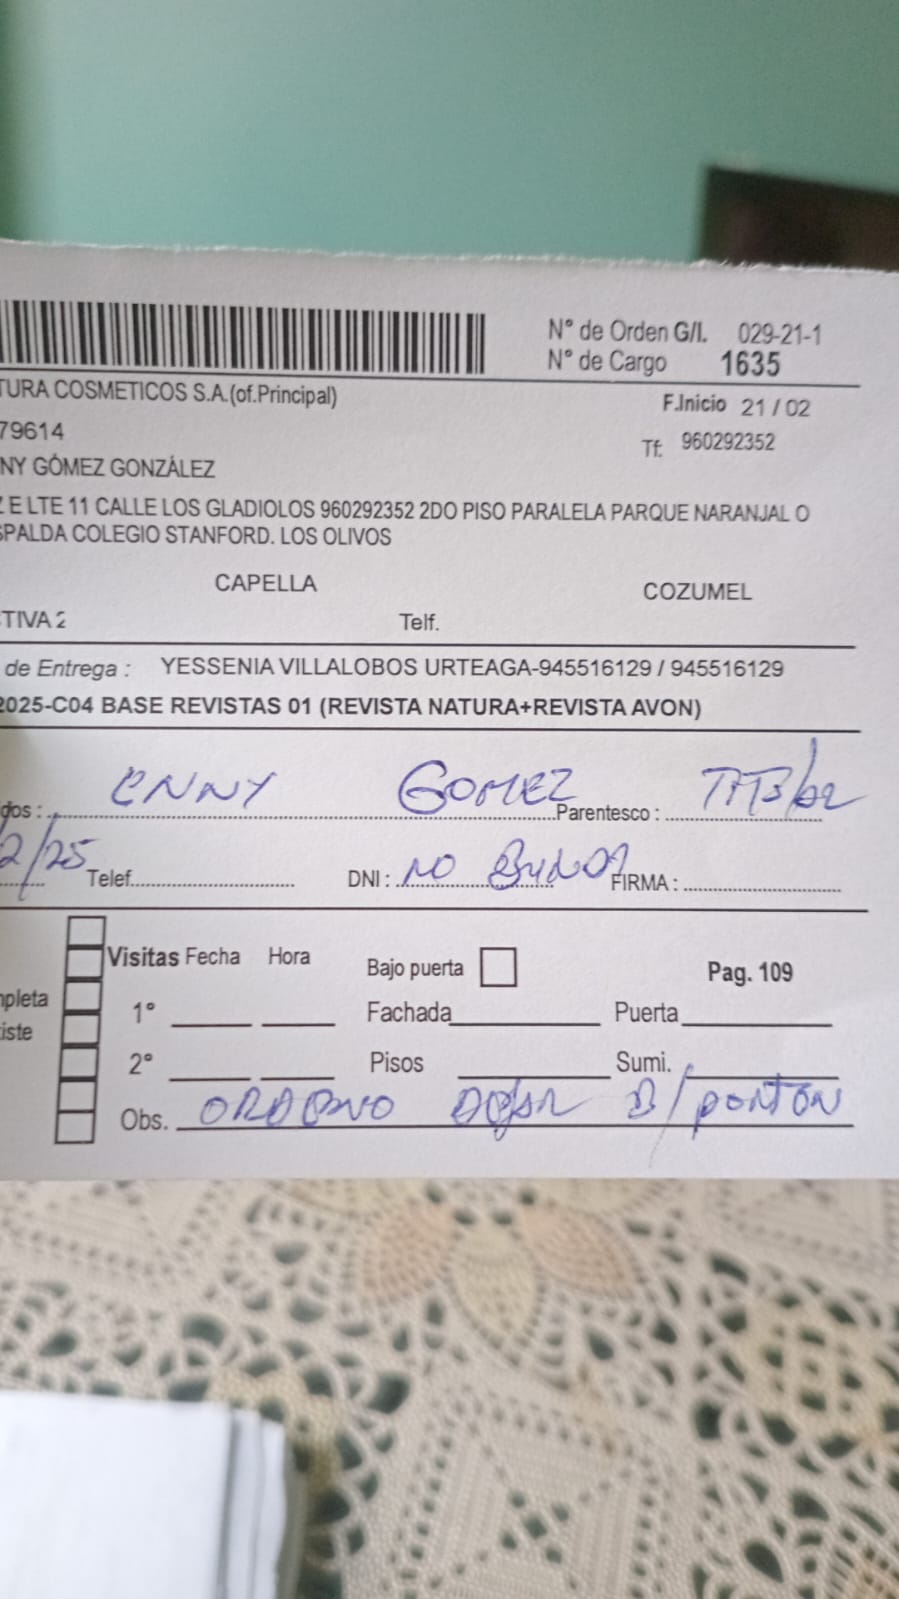 N° de Orden G/I. 029-21-1
N° de Cargo 1635
TURA COSMETICOS S.A.(of.Principal)
F.Inicio 21 / 02
79614
Tf: 960292352
NY GÓMEZ GONZÁLEZ
E LTE 11 CALLE LOS GLADIOLOS 960292352 2DO PISO PARALELA PARQUE NARANJAL O
SPALDA COLEGIO STANFORD. LOS OLIVOS
CAPELLA COZUMEL
TIVA 2 Telf.
de Entrega : YESSENIA VILLALOBOS URTEAGA-945516129 / 945516129
2025-C04 BASE REVISTAS 01 (REVISTA NATURA+REVISTA AVON)
dos : ENNY GOMEZ Parentesco :
2/25 Telef. DNI : NO FIRMA :
Visitas Fecha Hora Bajo puerta Pag. 109
pleta 1° Fachada Puerta
iste
2° Pisos Sumi.
Obs. B/ PORTON